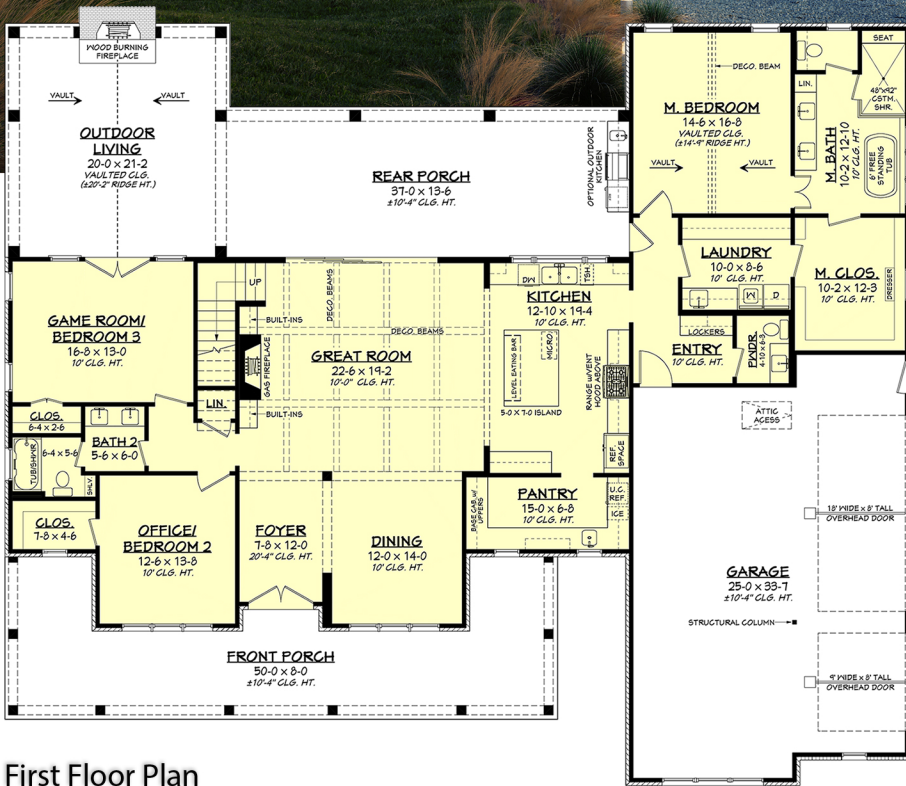 WOOD BURNING
FIREPLACE
VAULT
VAULT
OUTDOOR
LIVING
20-0 x 21-2
VAULTED CLG.
(±20'-2" RIDGE HT.)
REAR PORCH
37-0 x 13-6
±10'-4" CLG. HT.
OPTIONAL OUTDOOR
KITCHEN
DECO. BEAM
M. BEDROOM
14-6 x 16-8
VAULTED CLG.
(±14'-9" RIDGE HT.)
VAULT
VAULT
SEAT
LIN.
48"x42"
CSTM.
SHR.
M. BATH
10-2 x 12-10
10' CLG. HT.
6' FREE
STANDING
TUB
LAUNDRY
10-0 x 8-6
10' CLG. HT.
W
D
M. CLOS.
10-2 x 12-3
10' CLG. HT.
DRESSER
GAME ROOM/
BEDROOM 3
16-8 x 13-0
10' CLG. HT.
UP
BUILT-INS
DECO. BEAMS
DECO. BEAMS
GREAT ROOM
22-6 x 19-2
10'-0" CLG. HT.
GAS FIREPLACE
BUILT-INS
DW
TSH.
KITCHEN
12-10 x 19-4
10' CLG. HT.
LEVEL EATING BAR
MICRO.
5-0 X 7-0 ISLAND
RANGE w/VENT
HOOD ABOVE
REF.
SPACE
LOCKERS
ENTRY
10' CLG. HT.
PWDR.
4-10 x 6-3
LIN.
CLOS.
6-4 x 2-6
BATH 2
5-6 x 6-0
TUB/SHWR
6-4 x 5-6
SHLV.
CLOS.
7-8 x 4-6
OFFICE/
BEDROOM 2
12-6 x 13-8
10' CLG. HT.
FOYER
7-8 x 12-0
20'-4" CLG. HT.
DINING
12-0 x 14-0
10' CLG. HT.
BASE CAB. w/
UPPERS
PANTRY
15-0 x 6-8
10' CLG. HT.
U.C.
REF.
ICE
ATTIC
ACESS
18' WIDE x 8' TALL
OVERHEAD DOOR
GARAGE
25-0 x 33-7
±10'-4" CLG. HT.
STRUCTURAL COLUMN
9' WIDE x 8' TALL
OVERHEAD DOOR
FRONT PORCH
50-0 x 8-0
±10'-4" CLG. HT.
First Floor Plan